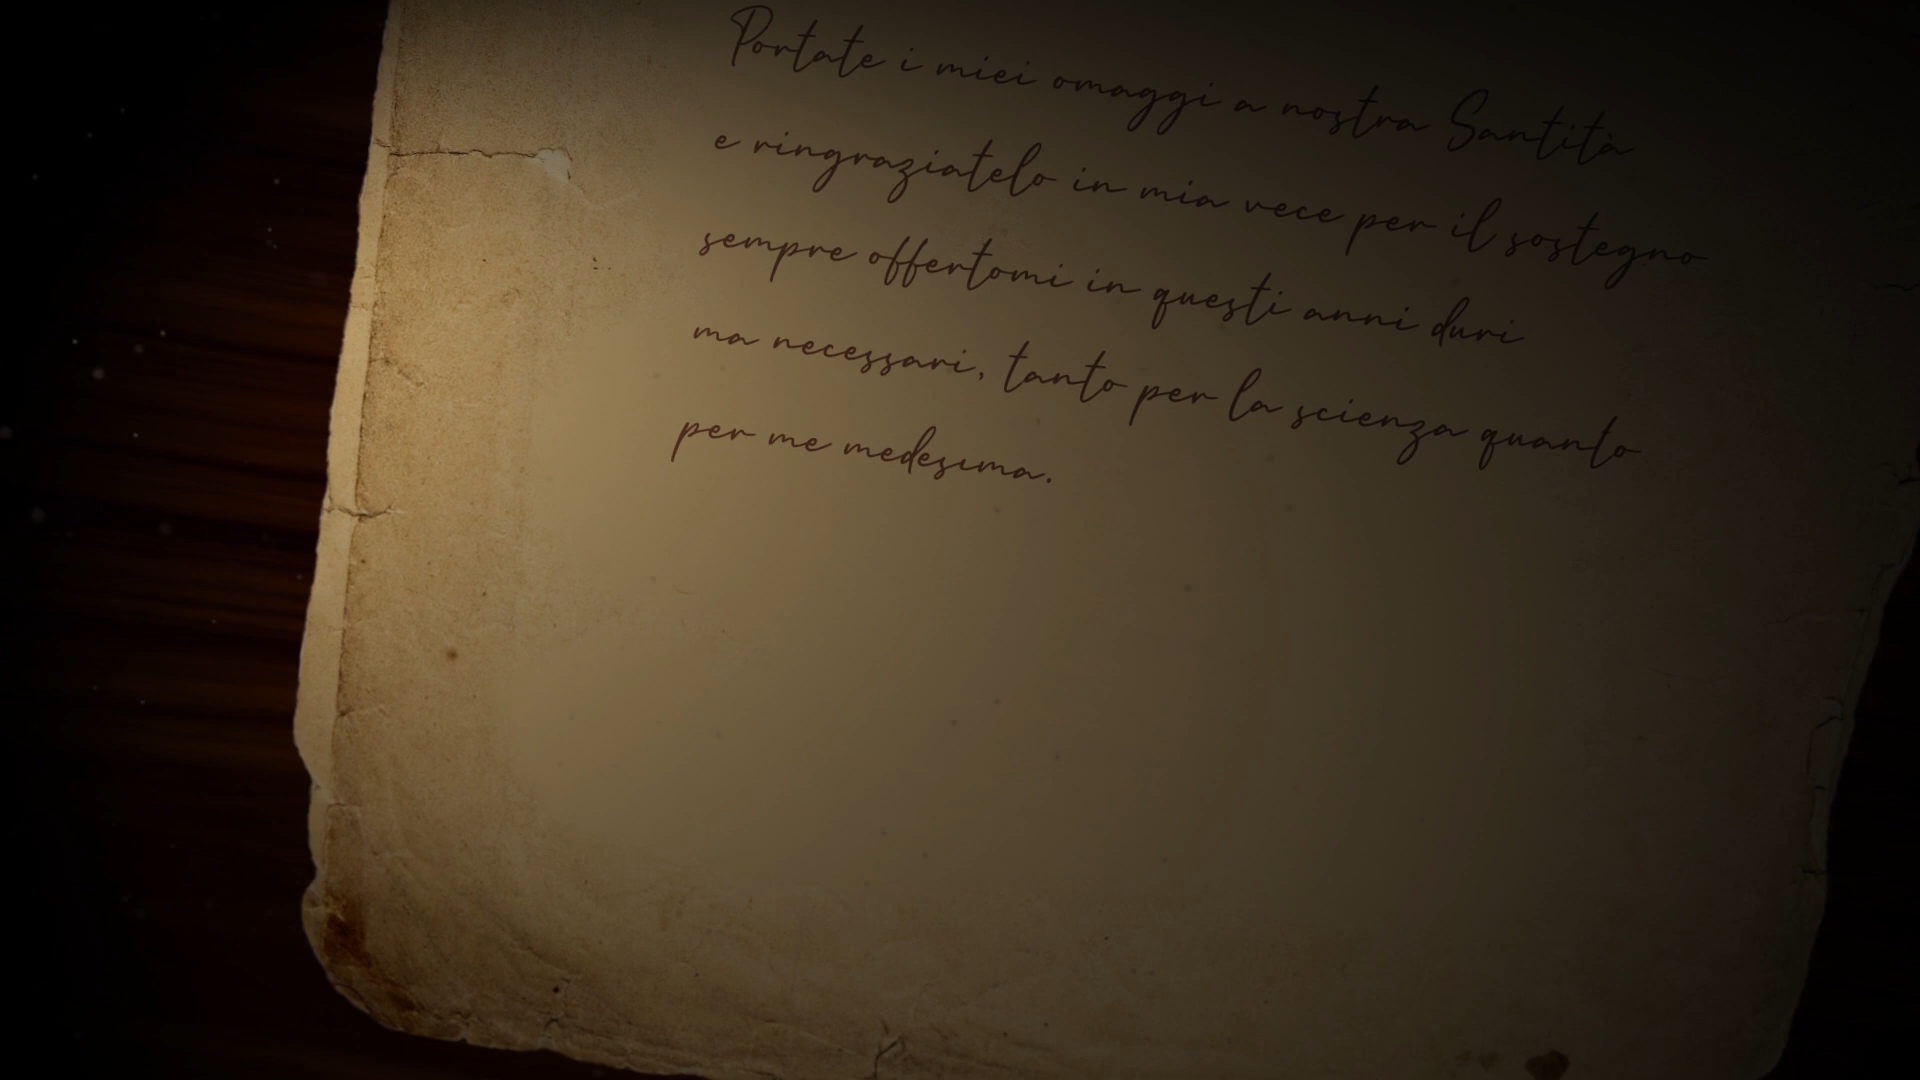 Portate i miei omaggi a nostra Santità
e ringraziatelo in mia vece per il sostegno
sempre offertomi in questi anni duri
ma necessari, tanto per la scienza quanto
per me medesima.